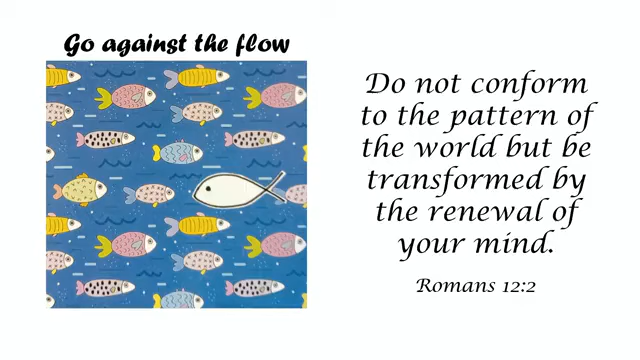 Go against the flow
Do not conform
to the pattern of
the world but be
transformed by
the renewal of
your mind.
Romans 12:2